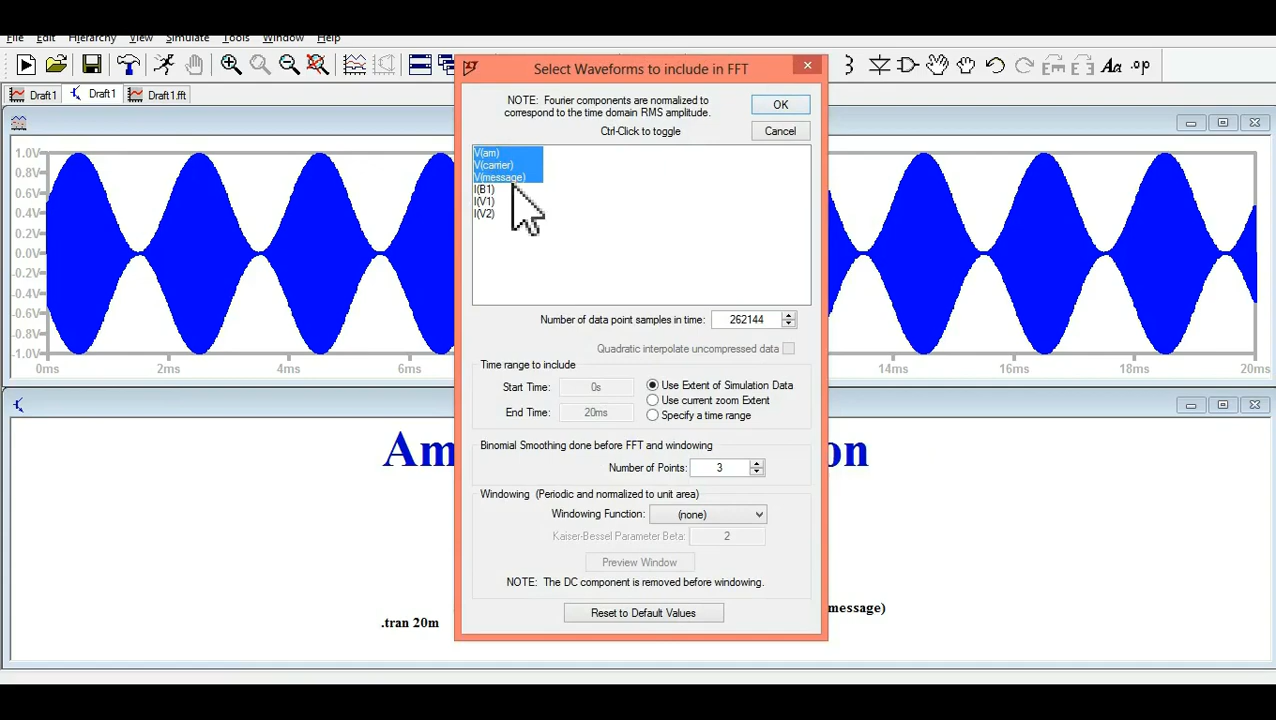 File Edit Hierarchy View Simulate Tools Window Help
Select Waveforms to include in FFT
Aa .op
Draft1 Draft1 Draft1.fft
NOTE: Fourier components are normalized to
correspond to the time domain RMS amplitude.
OK
Ctrl-Click to toggle
Cancel
V(am)
V(carrier)
V(message)
I(B1)
I(V1)
I(V2)
1.0V
0.8V
0.6V
0.4V
0.2V
0.0V
-0.2V
-0.4V
-0.6V
-0.8V
-1.0V
0ms 2ms 4ms 6ms 14ms 16ms 18ms 20ms
Number of data point samples in time: 262144
Quadratic interpolate uncompressed data
Time range to include
Start Time: 0s
End Time: 20ms
Use Extent of Simulation Data
Use current zoom Extent
Specify a time range
Am on
Binomial Smoothing done before FFT and windowing
Number of Points: 3
Windowing (Periodic and normalized to unit area)
Windowing Function: (none)
Kaiser-Bessel Parameter Beta: 2
Preview Window
NOTE: The DC component is removed before windowing.
Reset to Default Values
.tran 20m
message)